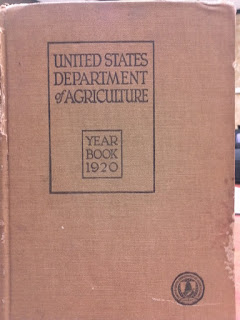 UNITED STATES
DEPARTMENT
of AGRICULTURE
YEAR
BOOK
1920